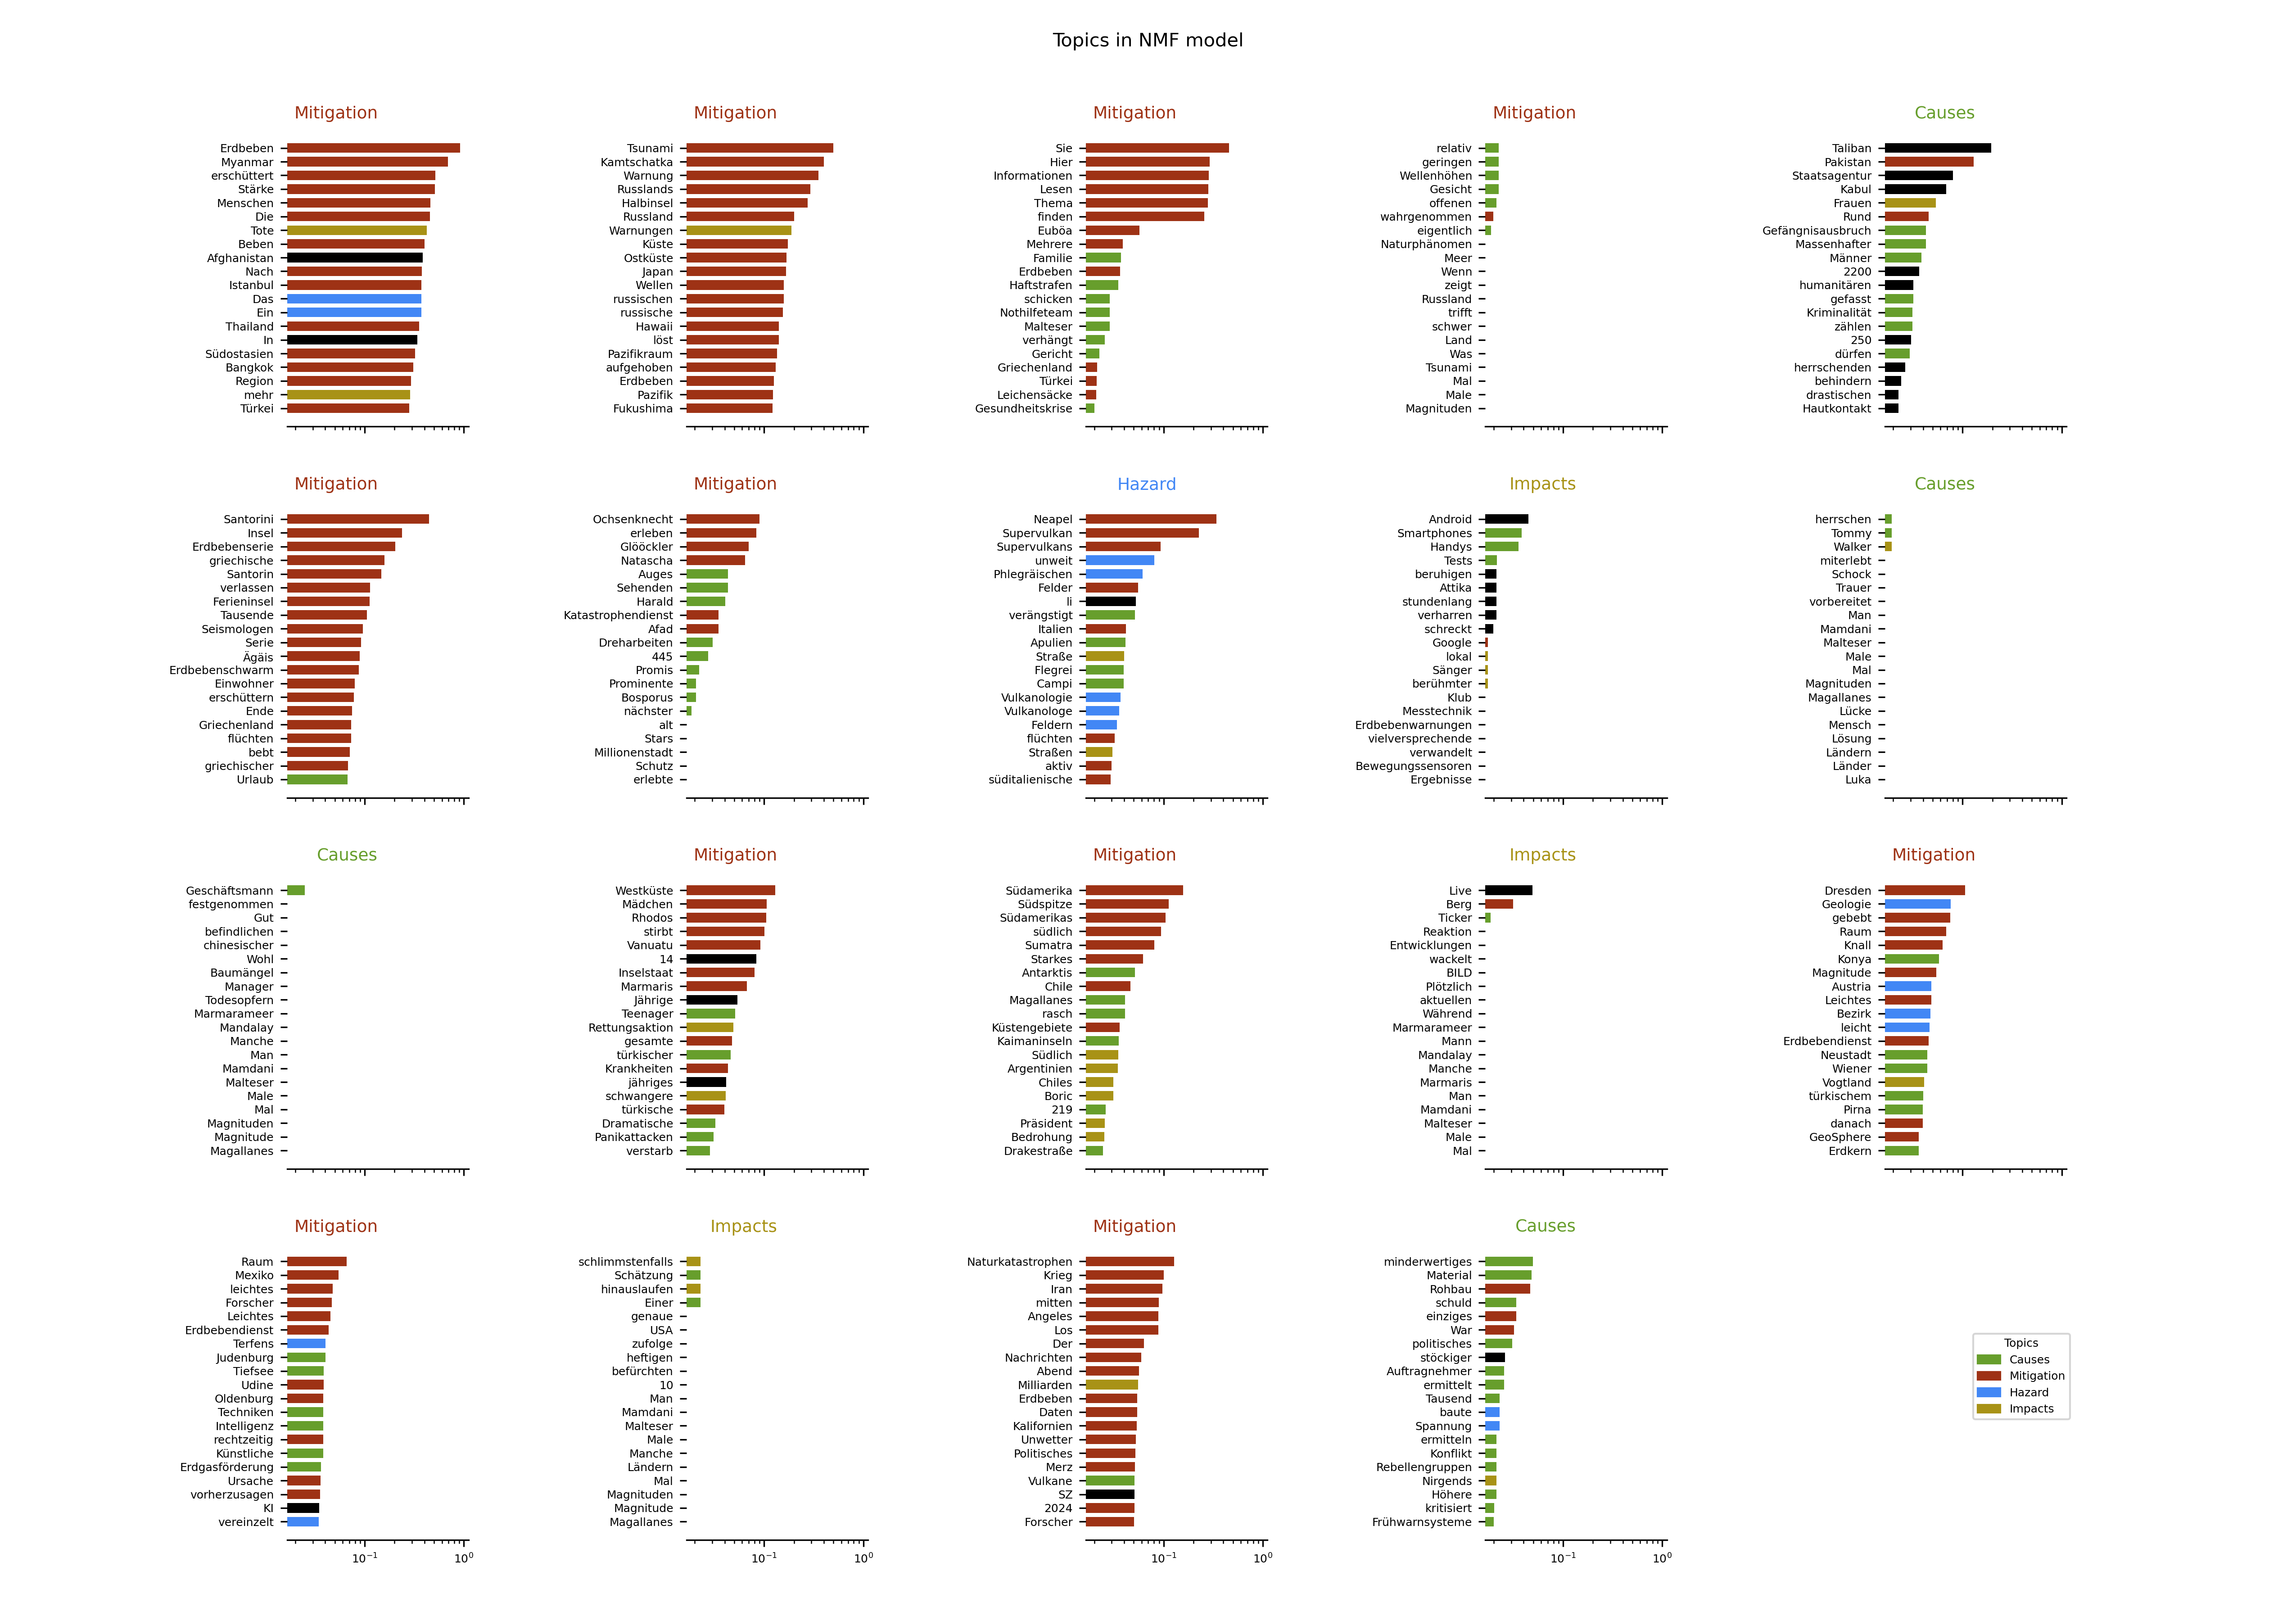 Topics in NMF model
Mitigation
Erdbeben
Myanmar
erschüttert
Stärke
Menschen
Die
Tote
Beben
Afghanistan
Nach
Istanbul
Das
Ein
Thailand
In
Südostasien
Bangkok
Region
mehr
Türkei
Mitigation
Tsunami
Kamtschatka
Warnung
Russlands
Halbinsel
Russland
Warnungen
Küste
Ostküste
Japan
Wellen
russischen
russische
Hawaii
löst
Pazifikraum
aufgehoben
Erdbeben
Pazifik
Fukushima
Mitigation
Sie
Hier
Informationen
Lesen
Thema
finden
Euböa
Mehrere
Familie
Erdbeben
Haftstrafen
schicken
Nothilfeteam
Malteser
verhängt
Gericht
Griechenland
Türkei
Leichensäcke
Gesundheitskrise
Mitigation
relativ
geringen
Wellenhöhen
Gesicht
offenen
wahrgenommen
eigentlich
Naturphänomen
Meer
Wenn
zeigt
Russland
trifft
schwer
Land
Was
Tsunami
Mal
Male
Magnituden
Causes
Taliban
Pakistan
Staatsagentur
Kabul
Frauen
Rund
Gefängnisausbruch
Massenhafter
Männer
2200
humanitären
gefasst
Kriminalität
zählen
250
dürfen
herrschenden
behindern
drastischen
Hautkontakt
Mitigation
Santorini
Insel
Erdbebenserie
griechische
Santorin
verlassen
Ferieninsel
Tausende
Seismologen
Serie
Ägäis
Erdbebenschwarm
Einwohner
erschüttern
Ende
Griechenland
flüchten
bebt
griechischer
Urlaub
Mitigation
Ochsenknecht
erleben
Glööckler
Natascha
Auges
Sehenden
Harald
Katastrophendienst
Afad
Dreharbeiten
445
Promis
Prominente
Bosporus
nächster
alt
Stars
Millionenstadt
Schutz
erlebte
Hazard
Neapel
Supervulkan
Supervulkans
unweit
Phlegräischen
Felder
li
verängstigt
Italien
Apulien
Straße
Flegrei
Campi
Vulkanologie
Vulkanologe
Feldern
flüchten
Straßen
aktiv
süditalienische
Impacts
Android
Smartphones
Handys
Tests
beruhigen
Attika
stundenlang
verharren
schreckt
Google
lokal
Sänger
berühmter
Klub
Messtechnik
Erdbebenwarnungen
vielversprechende
verwandelt
Bewegungssensoren
Ergebnisse
Causes
herrschen
Tommy
Walker
miterlebt
Schock
Trauer
vorbereitet
Man
Mamdani
Malteser
Male
Mal
Magnituden
Magallanes
Lücke
Mensch
Lösung
Ländern
Länder
Luka
Causes
Geschäftsmann
festgenommen
Gut
befindlichen
chinesischer
Wohl
Baumängel
Manager
Todesopfern
Marmarameer
Mandalay
Manche
Man
Mamdani
Malteser
Male
Mal
Magnituden
Magnitude
Magallanes
Mitigation
Westküste
Mädchen
Rhodos
stirbt
Vanuatu
14
Inselstaat
Marmaris
Jährige
Teenager
Rettungsaktion
gesamte
türkischer
Krankheiten
jähriges
schwangere
türkische
Dramatische
Panikattacken
verstarb
Mitigation
Südamerika
Südspitze
Südamerikas
südlich
Sumatra
Starkes
Antarktis
Chile
Magallanes
rasch
Küstengebiete
Kaimaninseln
Südlich
Argentinien
Chiles
Boric
219
Präsident
Bedrohung
Drakestraße
Impacts
Live
Berg
Ticker
Reaktion
Entwicklungen
wackelt
BILD
Plötzlich
aktuellen
Während
Marmarameer
Mann
Mandalay
Manche
Marmaris
Man
Mamdani
Malteser
Male
Mal
Mitigation
Dresden
Geologie
gebebt
Raum
Knall
Konya
Magnitude
Austria
Leichtes
Bezirk
leicht
Erdbebendienst
Neustadt
Wiener
Vogtland
türkischem
Pirna
danach
GeoSphere
Erdkern
Mitigation
Raum
Mexiko
leichtes
Forscher
Leichtes
Erdbebendienst
Terfens
Judenburg
Tiefsee
Udine
Oldenburg
Techniken
Intelligenz
rechtzeitig
Künstliche
Erdgasförderung
Ursache
vorherzusagen
KI
vereinzelt
10⁻¹ 10⁰
Impacts
schlimmstenfalls
Schätzung
hinauslaufen
Einer
genaue
USA
zufolge
heftigen
befürchten
10
Man
Mamdani
Malteser
Male
Manche
Ländern
Mal
Magnituden
Magnitude
Magallanes
10⁻¹ 10⁰
Mitigation
Naturkatastrophen
Krieg
Iran
mitten
Angeles
Los
Der
Nachrichten
Abend
Milliarden
Erdbeben
Daten
Kalifornien
Unwetter
Politisches
Merz
Vulkane
SZ
2024
Forscher
10⁻¹ 10⁰
Causes
minderwertiges
Material
Rohbau
schuld
einziges
War
politisches
stöckiger
Auftragnehmer
ermittelt
Tausend
baute
Spannung
ermitteln
Konflikt
Rebellengruppen
Nirgends
Höhere
kritisiert
Frühwarnsysteme
10⁻¹ 10⁰
Topics
Causes
Mitigation
Hazard
Impacts